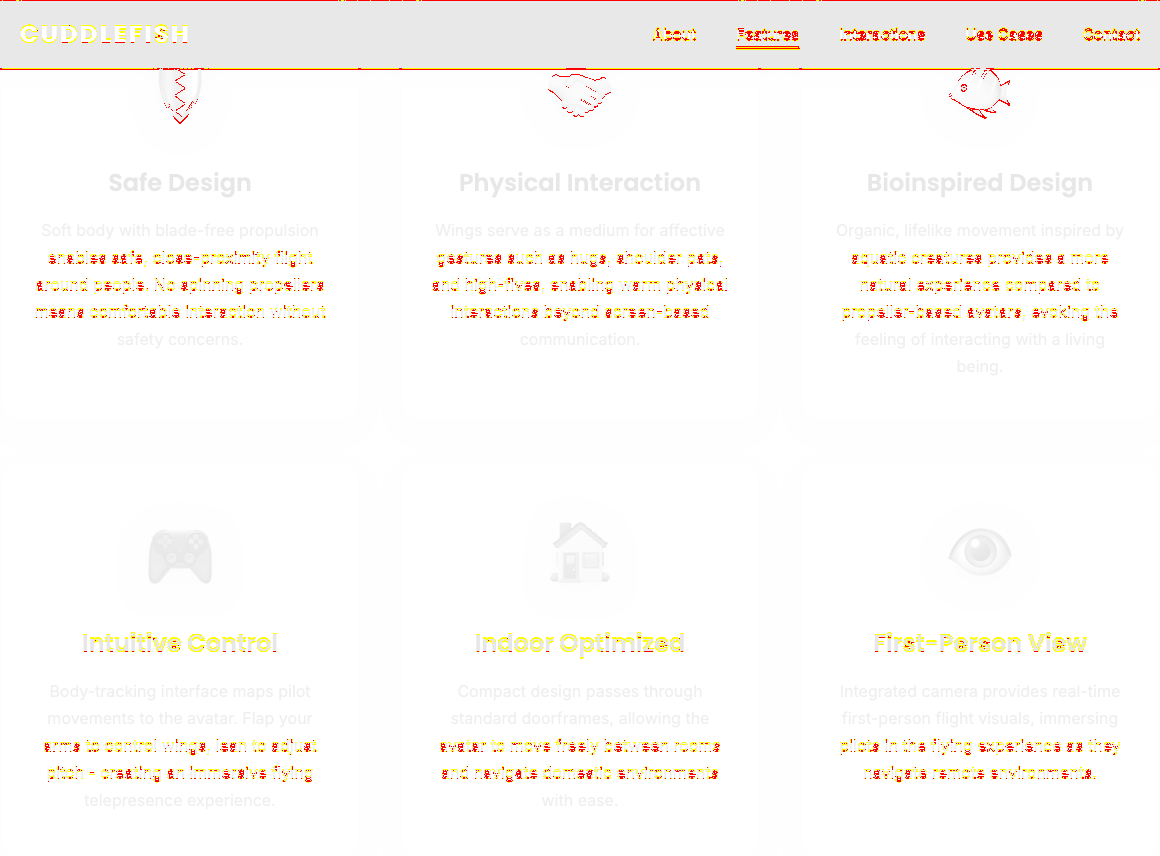 CUDDLEFISH
About Features Interactions Use Cases Contact
Safe Design
Soft body with blade-free propulsion
enables safe, close-proximity flight
around people. No spinning propellers
means comfortable interaction without
safety concerns.
Physical Interaction
Wings serve as a medium for affective
gestures such as hugs, shoulder pats,
and high-fives, enabling warm physical
interactions beyond screen-based
communication.
Bioinspired Design
Organic, lifelike movement inspired by
aquatic creatures provides a more
natural experience compared to
propeller-based avatars, evoking the
feeling of interacting with a living
being.
Intuitive Control
Body-tracking interface maps pilot
movements to the avatar. Flap your
arms to control wings, lean to adjust
pitch - creating an immersive flying
telepresence experience.
Indoor Optimized
Compact design passes through
standard doorframes, allowing the
avatar to move freely between rooms
and navigate domestic environments
with ease.
First-Person View
Integrated camera provides real-time
first-person flight visuals, immersing
pilots in the flying experience as they
navigate remote environments.